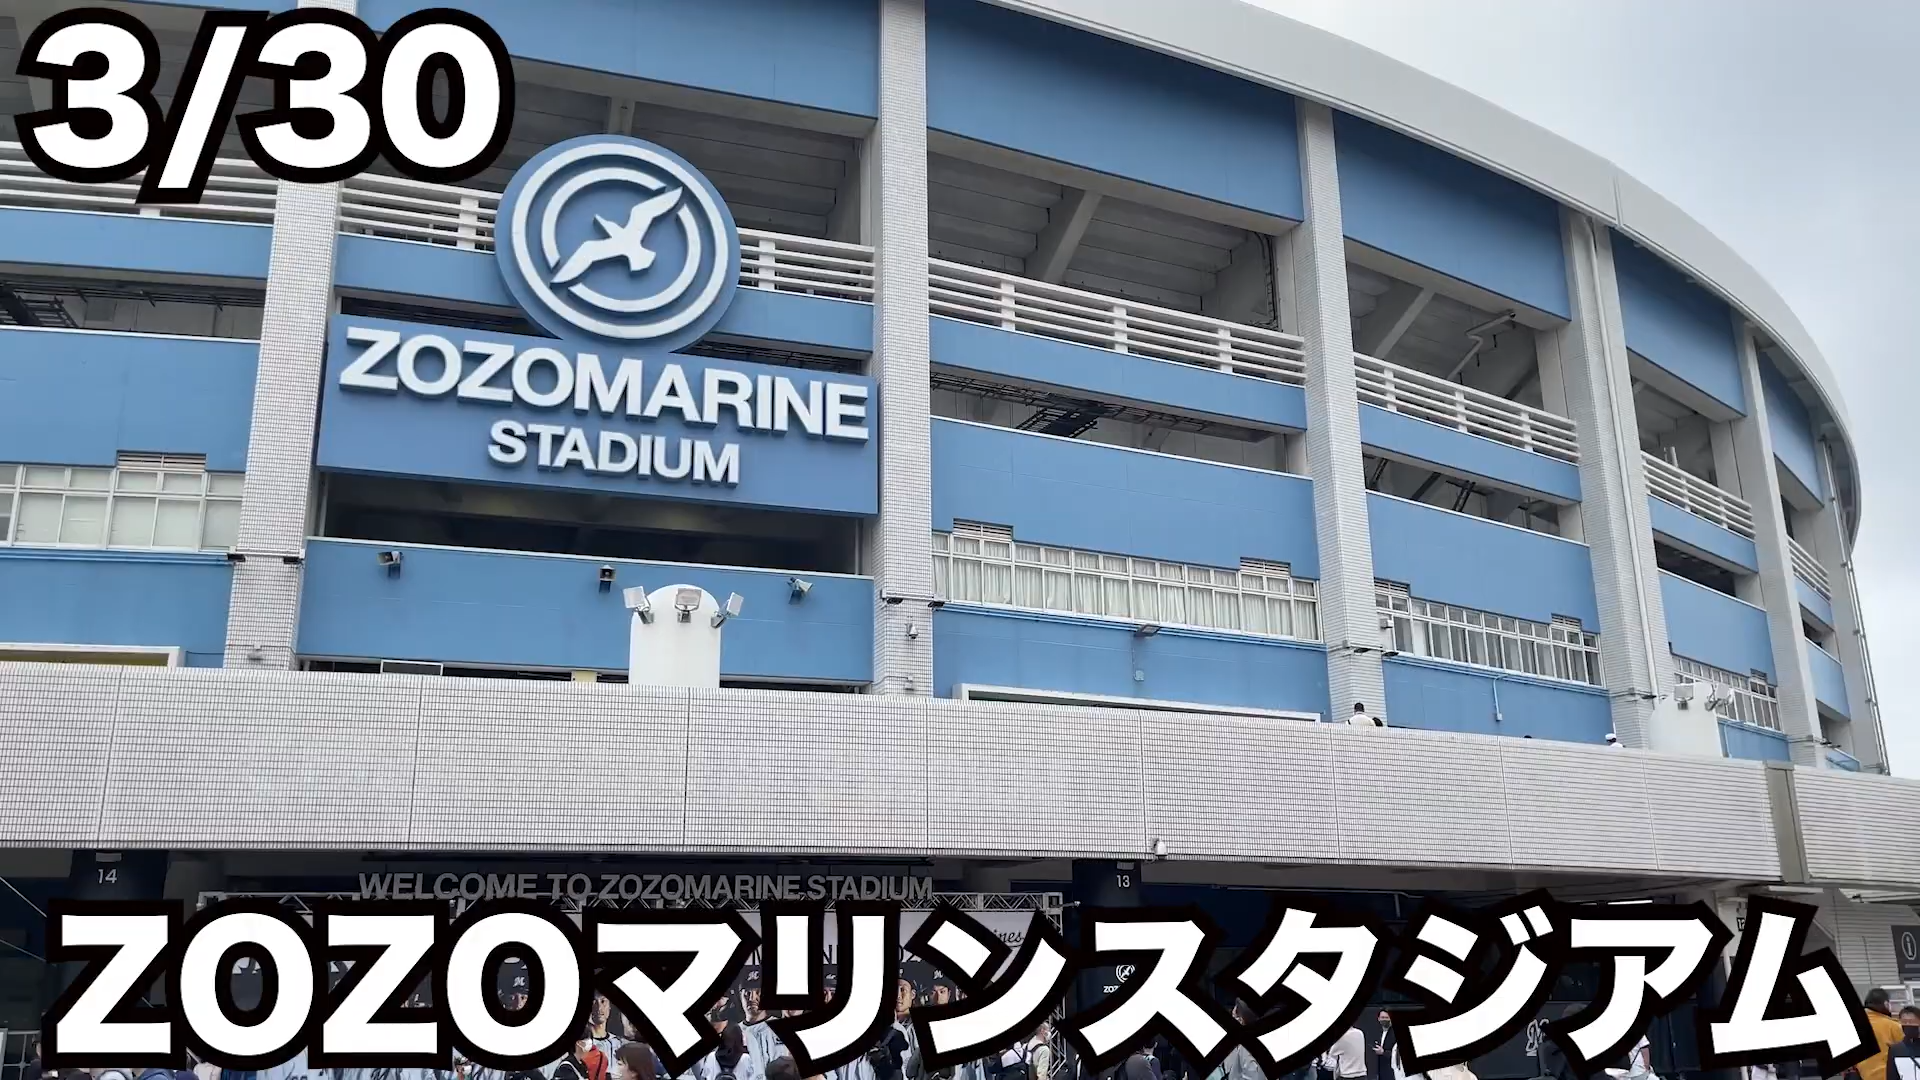 3/30
ZOZOMARINE
STADIUM
14
13
WELCOME TO ZOZOMARINE STADIUM
ZOZOマリンスタジアム